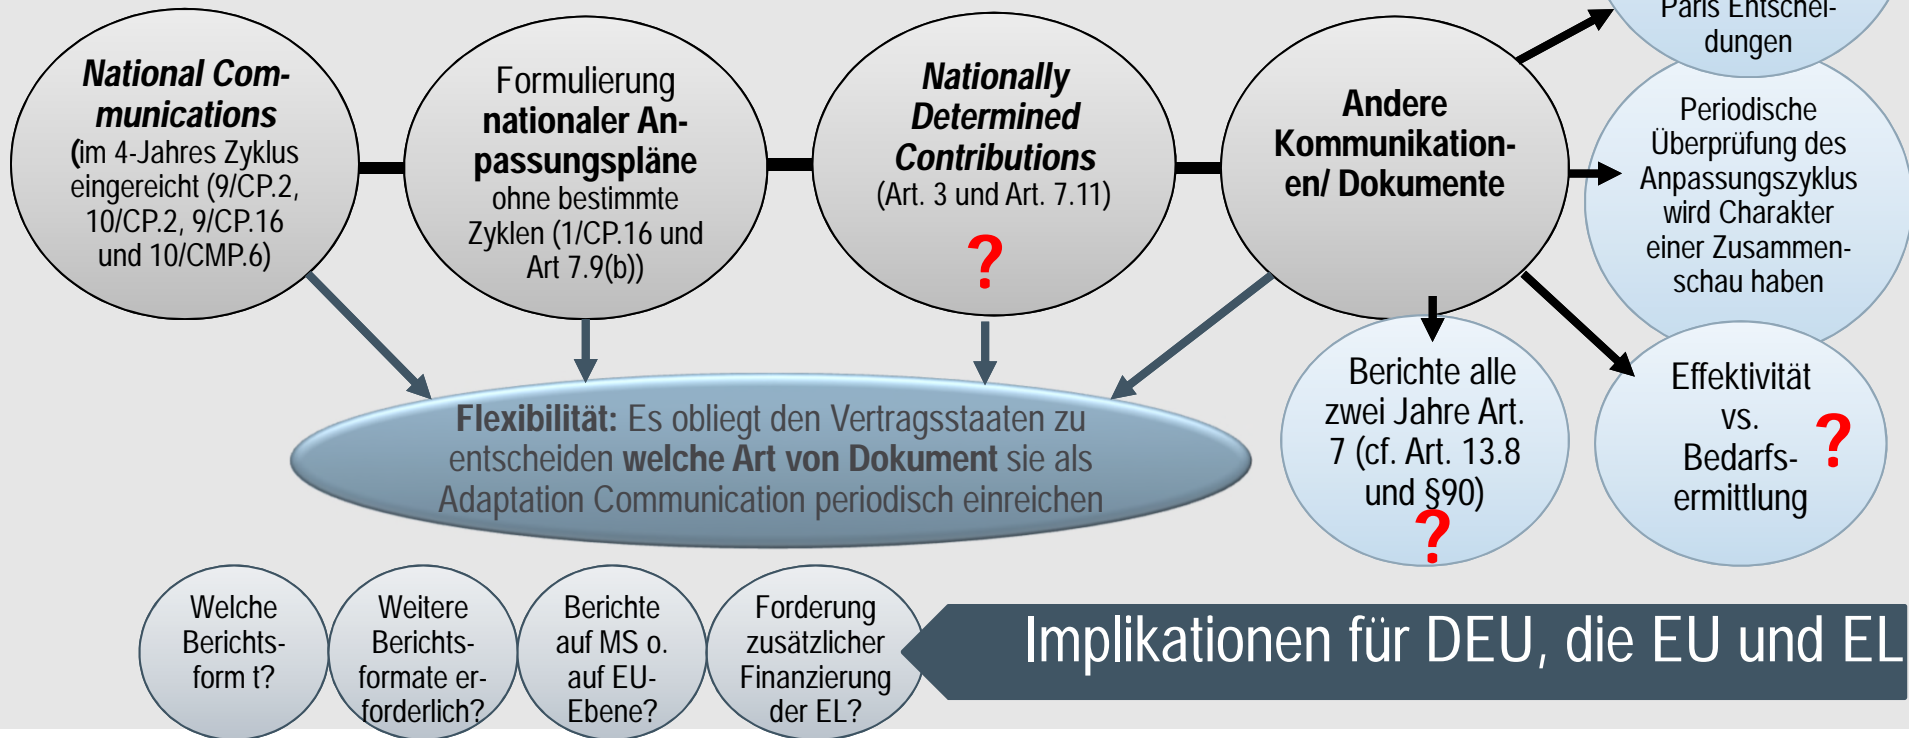 National Com-
munications
(im 4-Jahres Zyklus
eingereicht (9/CP.2,
10/CP.2, 9/CP.16
und 10/CMP.6)
Formulierung
nationaler An-
passungspläne
ohne bestimmte
Zyklen (1/CP.16 und
Art 7.9(b))
Nationally
Determined
Contributions
(Art. 3 und Art. 7.11)
?
Andere
Kommunikation-
en/ Dokumente
Paris Entschei-
dungen
Periodische
Überprüfung des
Anpassungszyklus
wird Charakter
einer Zusammen-
schau haben
Effektivität
vs.
Bedarfs-
ermittlung
?
Berichte alle
zwei Jahre Art.
7 (cf. Art. 13.8
und §90)
?
Flexibilität: Es obliegt den Vertragsstaaten zu
entscheiden welche Art von Dokument sie als
Adaptation Communication periodisch einreichen
Welche
Berichts-
form t?
Weitere
Berichts-
formate er-
forderlich?
Berichte
auf MS o.
auf EU-
Ebene?
Forderung
zusätzlicher
Finanzierung
der EL?
Implikationen für DEU, die EU und EL